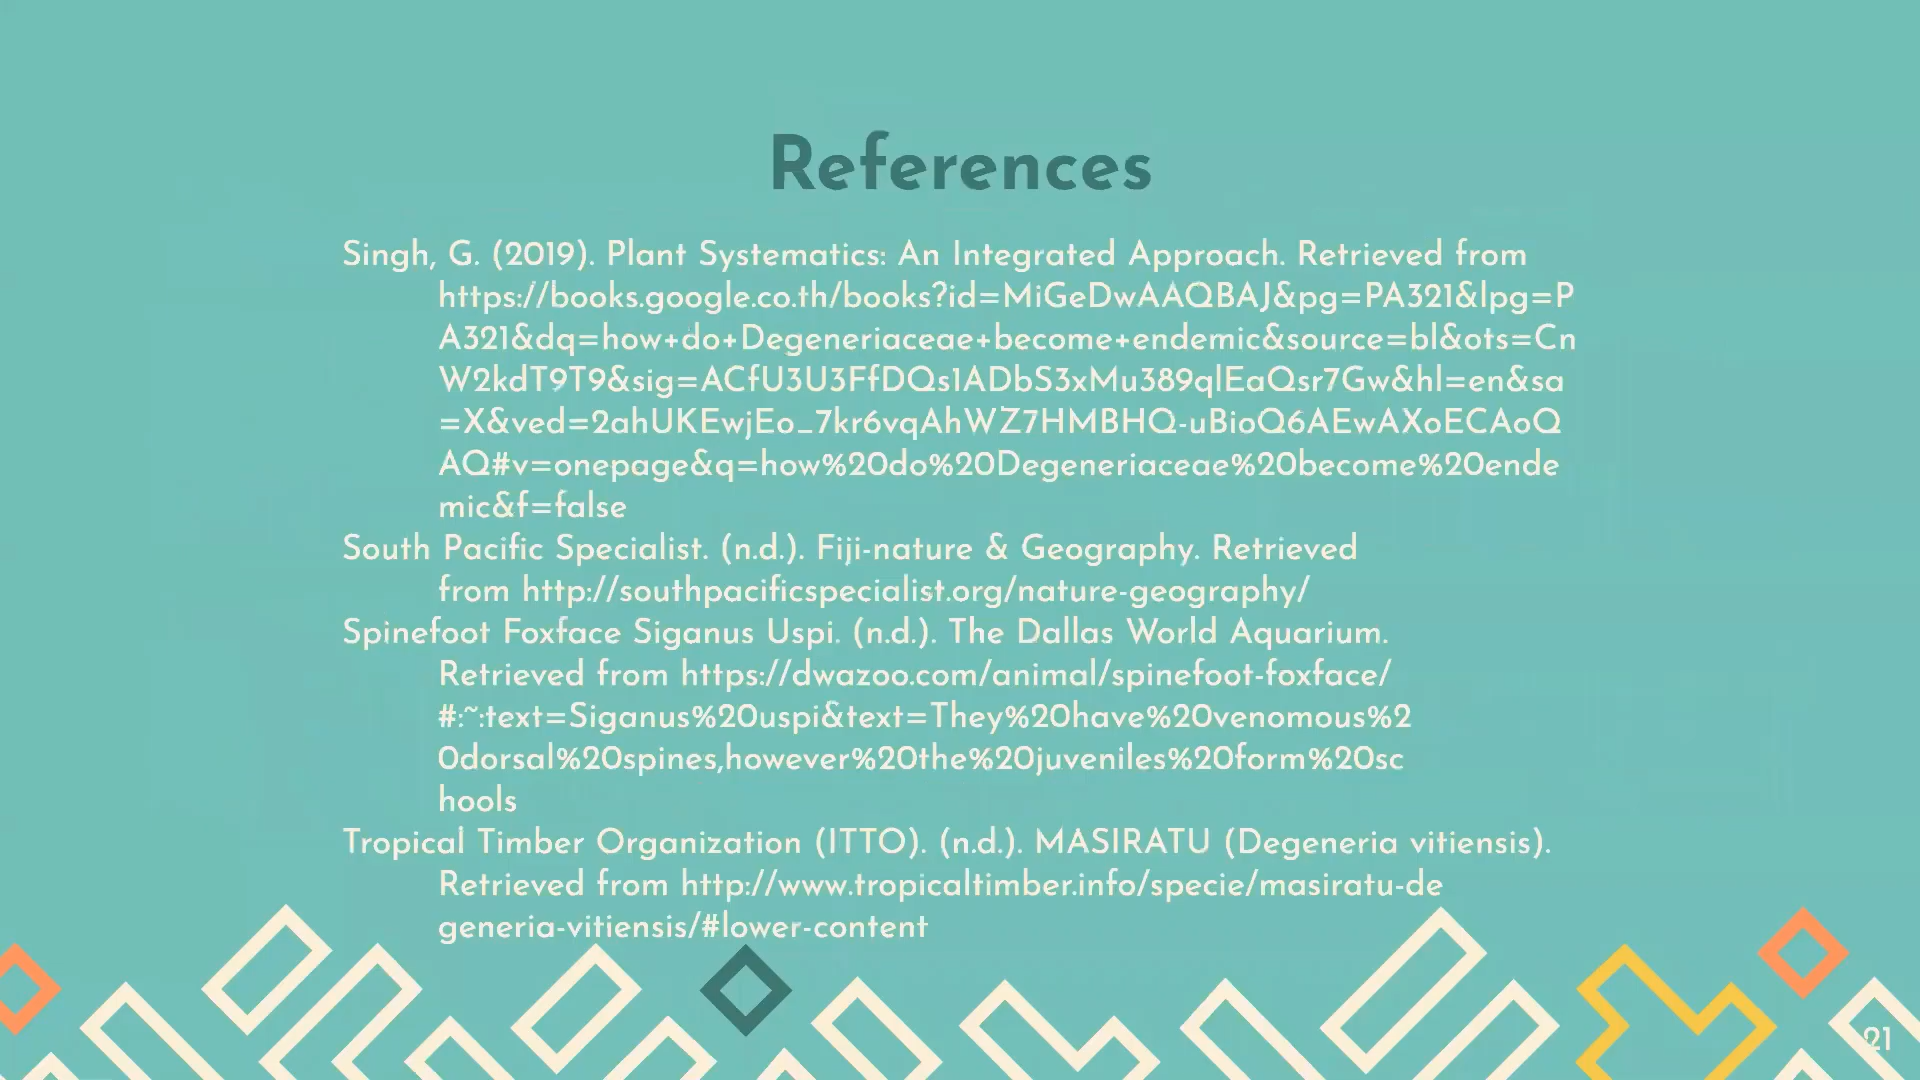 References
Singh, G. (2019). Plant Systematics: An Integrated Approach. Retrieved from
https://books.google.co.th/books?id=MiGeDwAAQBAJ&pg=PA321&lpg=P
A321&dq=how+do+Degeneriaceae+become+endemic&source=bl&ots=Cn
W2kdT9T9&sig=ACfU3U3FfDQs1ADbS3xMu389qlEaQsr7Gw&hl=en&sa
=X&ved=2ahUKEwjEo_7kr6vqAhWZ7HMBHQ-uBioQ6AEwAXoECAoQ
AQ#v=onepage&q=how%20do%20Degeneriaceae%20become%20ende
mic&f=false
South Pacific Specialist. (n.d.). Fiji-nature & Geography. Retrieved
from http://southpacificspecialist.org/nature-geography/
Spinefoot Foxface Siganus Uspi. (n.d.). The Dallas World Aquarium.
Retrieved from https://dwazoo.com/animal/spinefoot-foxface/
#:~:text=Siganus%20uspi&text=They%20have%20venomous%2
0dorsal%20spines,however%20the%20juveniles%20form%20sc
hools
Tropical Timber Organization (ITTO). (n.d.). MASIRATU (Degeneria vitiensis).
Retrieved from http://www.tropicaltimber.info/specie/masiratu-de
generia-vitiensis/#lower-content
21